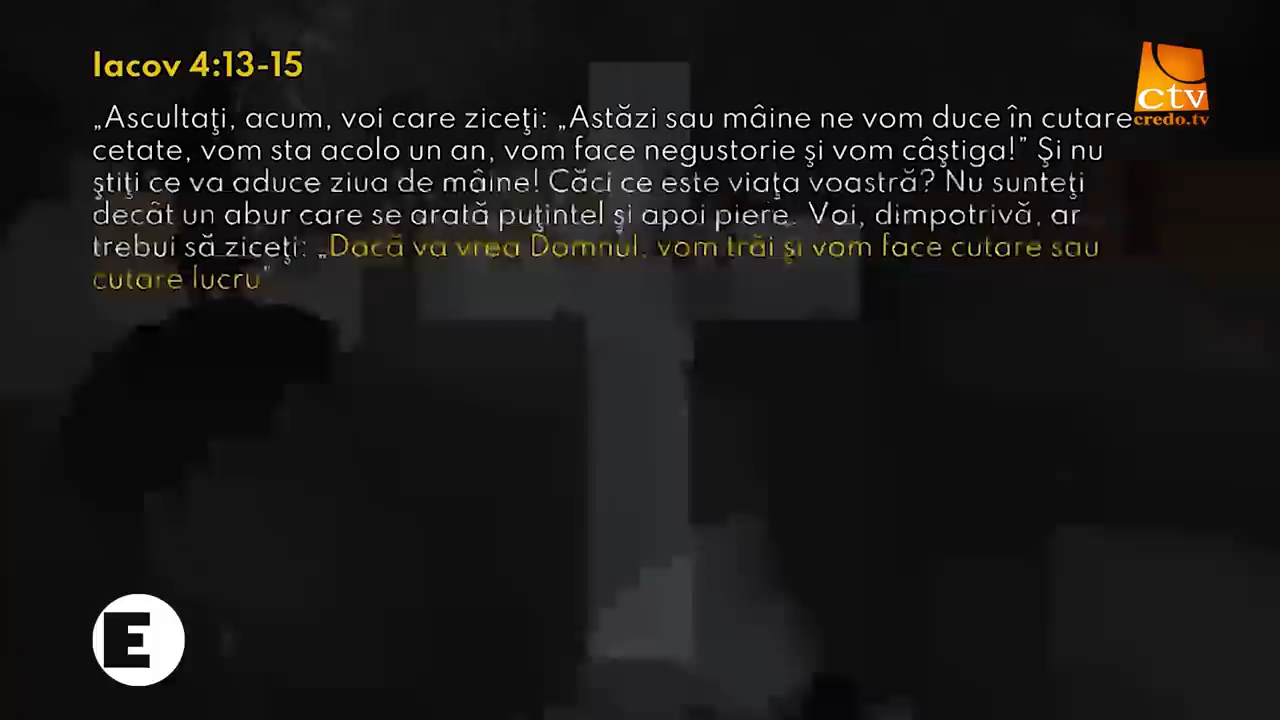 Iacov 4:13-15
„Ascultaţi, acum, voi care ziceţi: „Astăzi sau mâine ne vom duce în cutare
cetate, vom sta acolo un an, vom face negustorie şi vom câştiga!” Şi nu
ştiţi ce va aduce ziua de mâine! Căci ce este viaţa voastră? Nu sunteţi
decât un abur care se arată puţintel şi apoi piere. Voi, dimpotrivă, ar
trebui să ziceţi: „Dacă va vrea Domnul, vom trăi şi vom face cutare sau
cutare lucru”
ctv
credo.tv
E